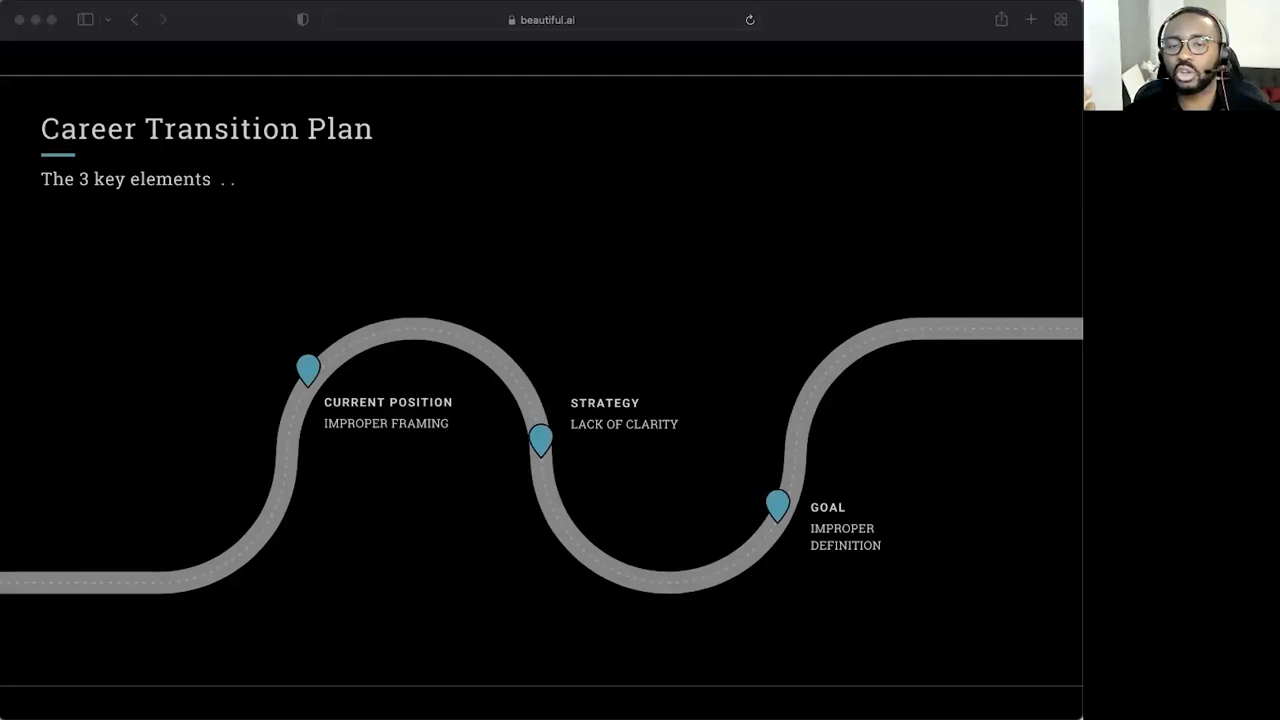 beautiful.ai
Career Transition Plan
The 3 key elements . .
CURRENT POSITION
IMPROPER FRAMING
STRATEGY
LACK OF CLARITY
GOAL
IMPROPER
DEFINITION